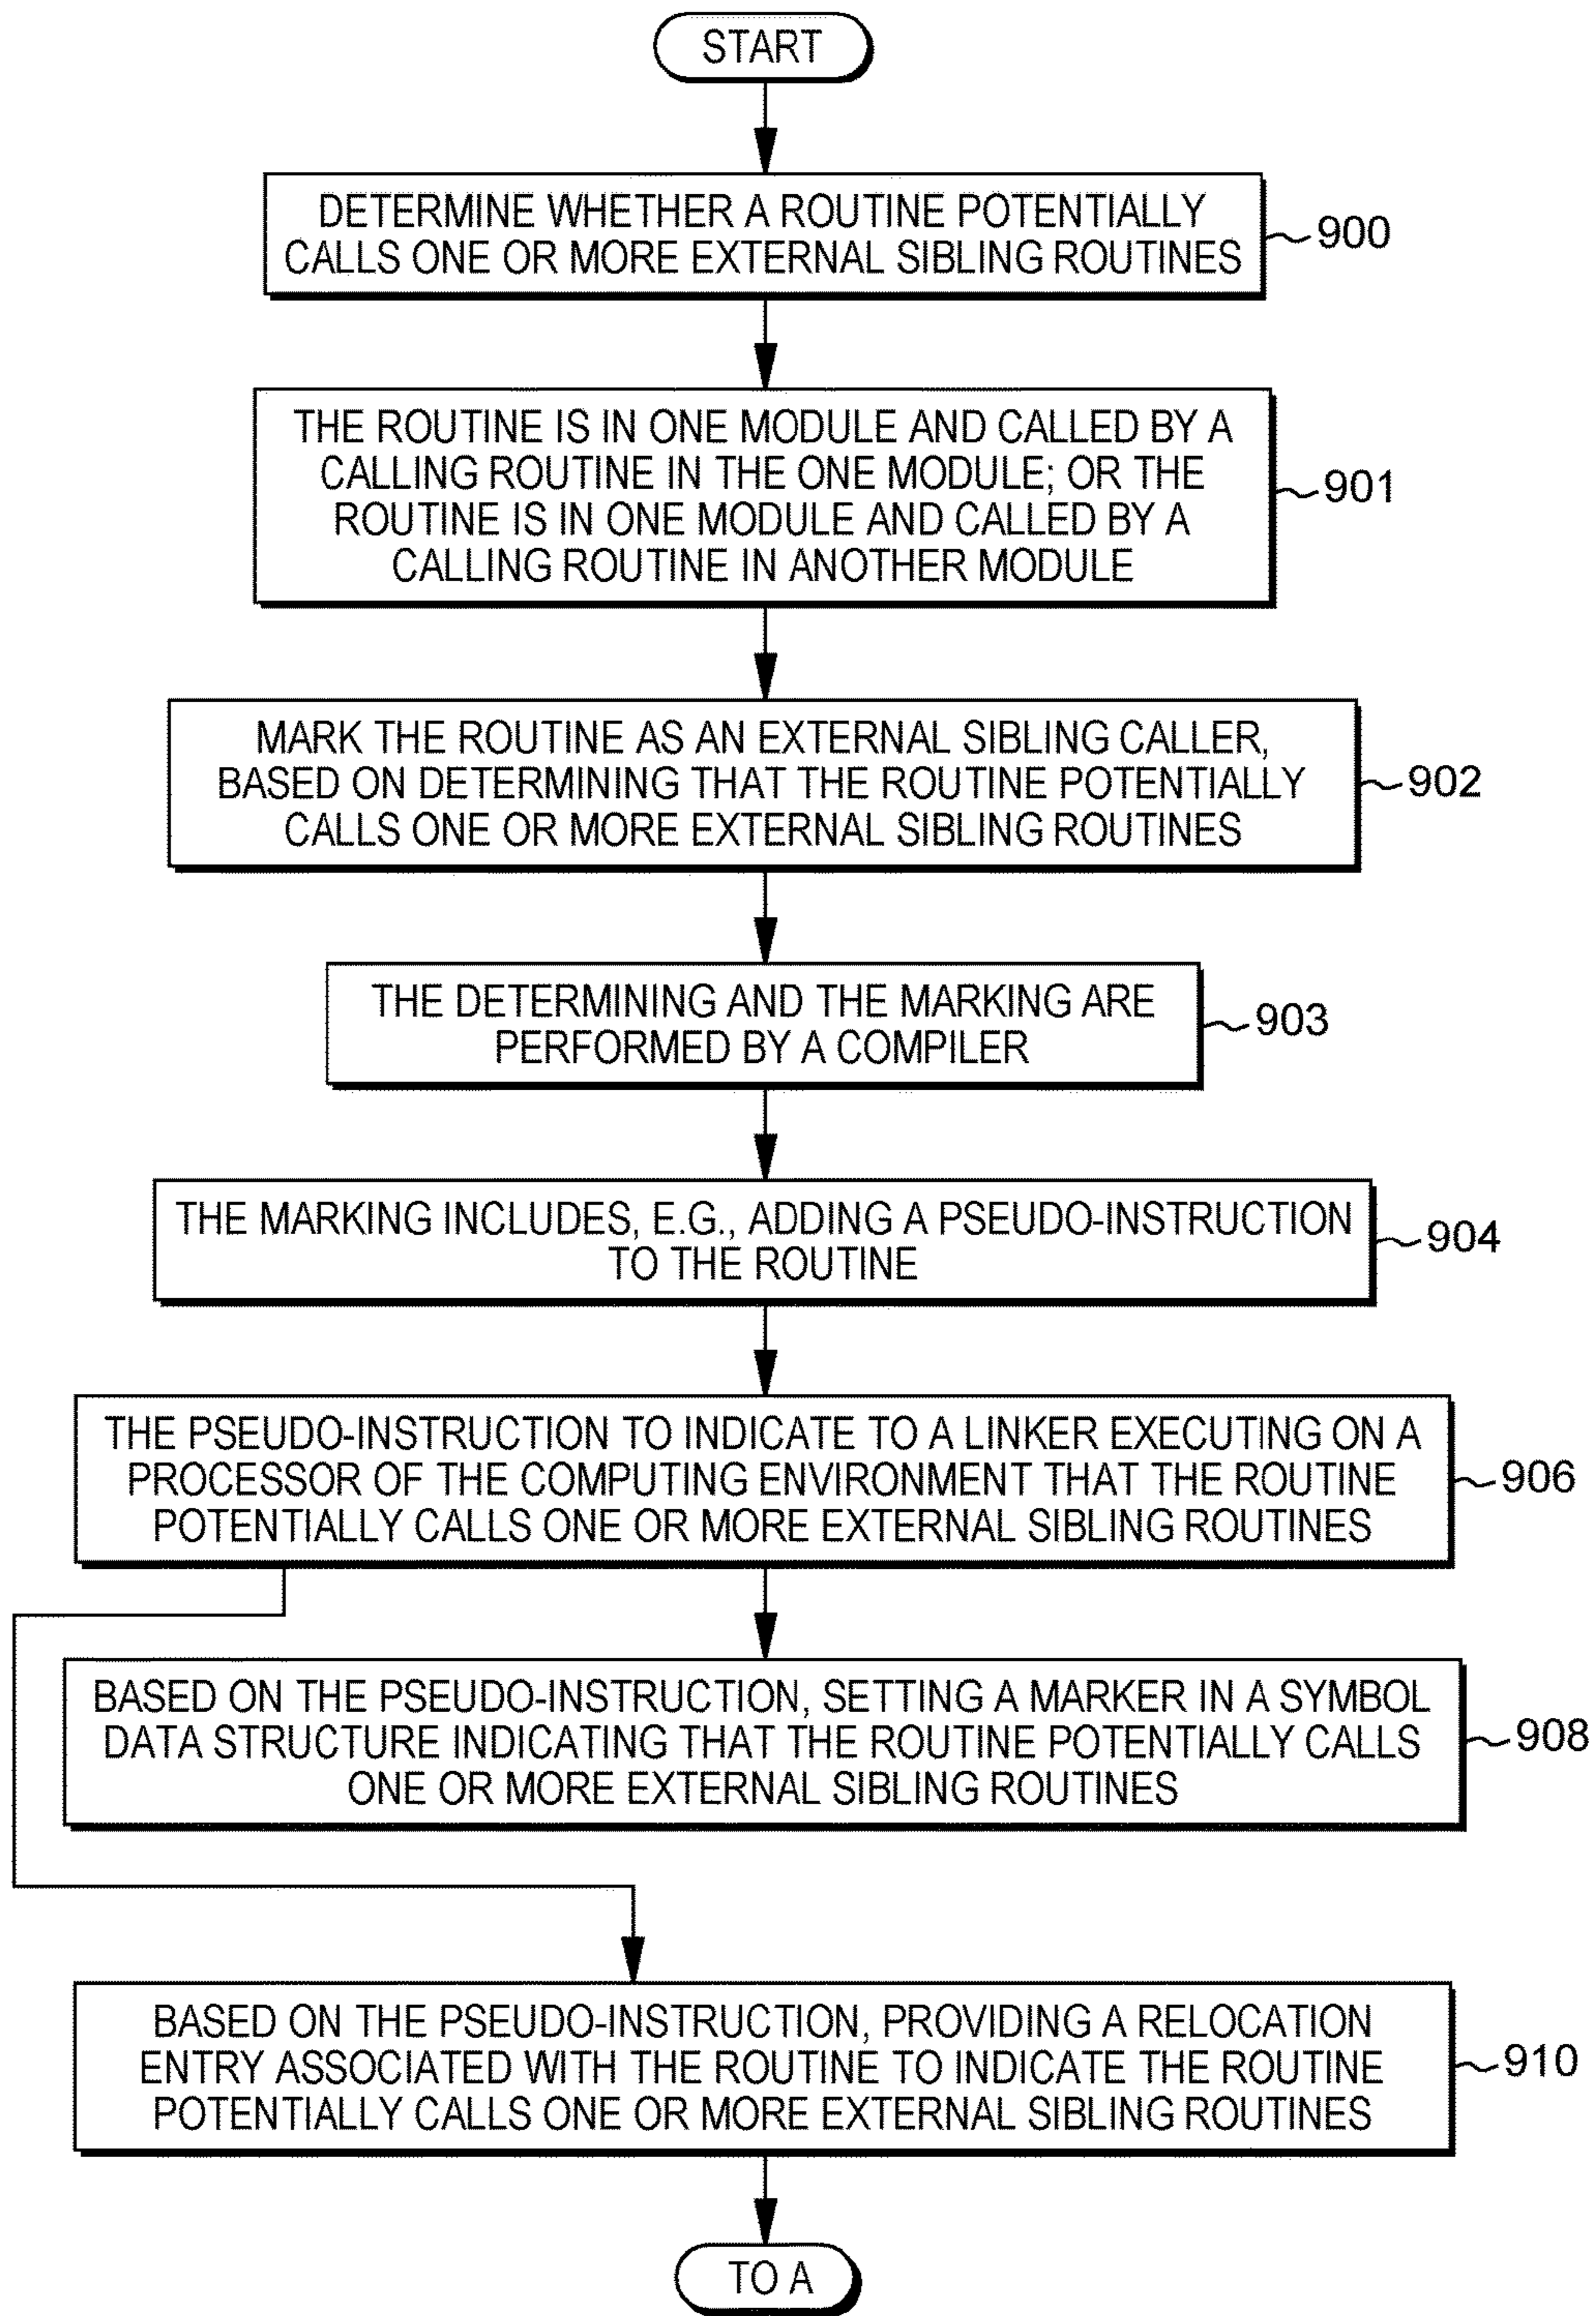 START
DETERMINE WHETHER A ROUTINE POTENTIALLY
CALLS ONE OR MORE EXTERNAL SIBLING ROUTINES
900
THE ROUTINE IS IN ONE MODULE AND CALLED BY A
CALLING ROUTINE IN THE ONE MODULE; OR THE
ROUTINE IS IN ONE MODULE AND CALLED BY A
CALLING ROUTINE IN ANOTHER MODULE
901
MARK THE ROUTINE AS AN EXTERNAL SIBLING CALLER,
BASED ON DETERMINING THAT THE ROUTINE POTENTIALLY
CALLS ONE OR MORE EXTERNAL SIBLING ROUTINES
902
THE DETERMINING AND THE MARKING ARE
PERFORMED BY A COMPILER
903
THE MARKING INCLUDES, E.G., ADDING A PSEUDO-INSTRUCTION
TO THE ROUTINE
904
THE PSEUDO-INSTRUCTION TO INDICATE TO A LINKER EXECUTING ON A
PROCESSOR OF THE COMPUTING ENVIRONMENT THAT THE ROUTINE
POTENTIALLY CALLS ONE OR MORE EXTERNAL SIBLING ROUTINES
906
BASED ON THE PSEUDO-INSTRUCTION, SETTING A MARKER IN A SYMBOL
DATA STRUCTURE INDICATING THAT THE ROUTINE POTENTIALLY CALLS
ONE OR MORE EXTERNAL SIBLING ROUTINES
908
BASED ON THE PSEUDO-INSTRUCTION, PROVIDING A RELOCATION
ENTRY ASSOCIATED WITH THE ROUTINE TO INDICATE THE ROUTINE
POTENTIALLY CALLS ONE OR MORE EXTERNAL SIBLING ROUTINES
910
TO A